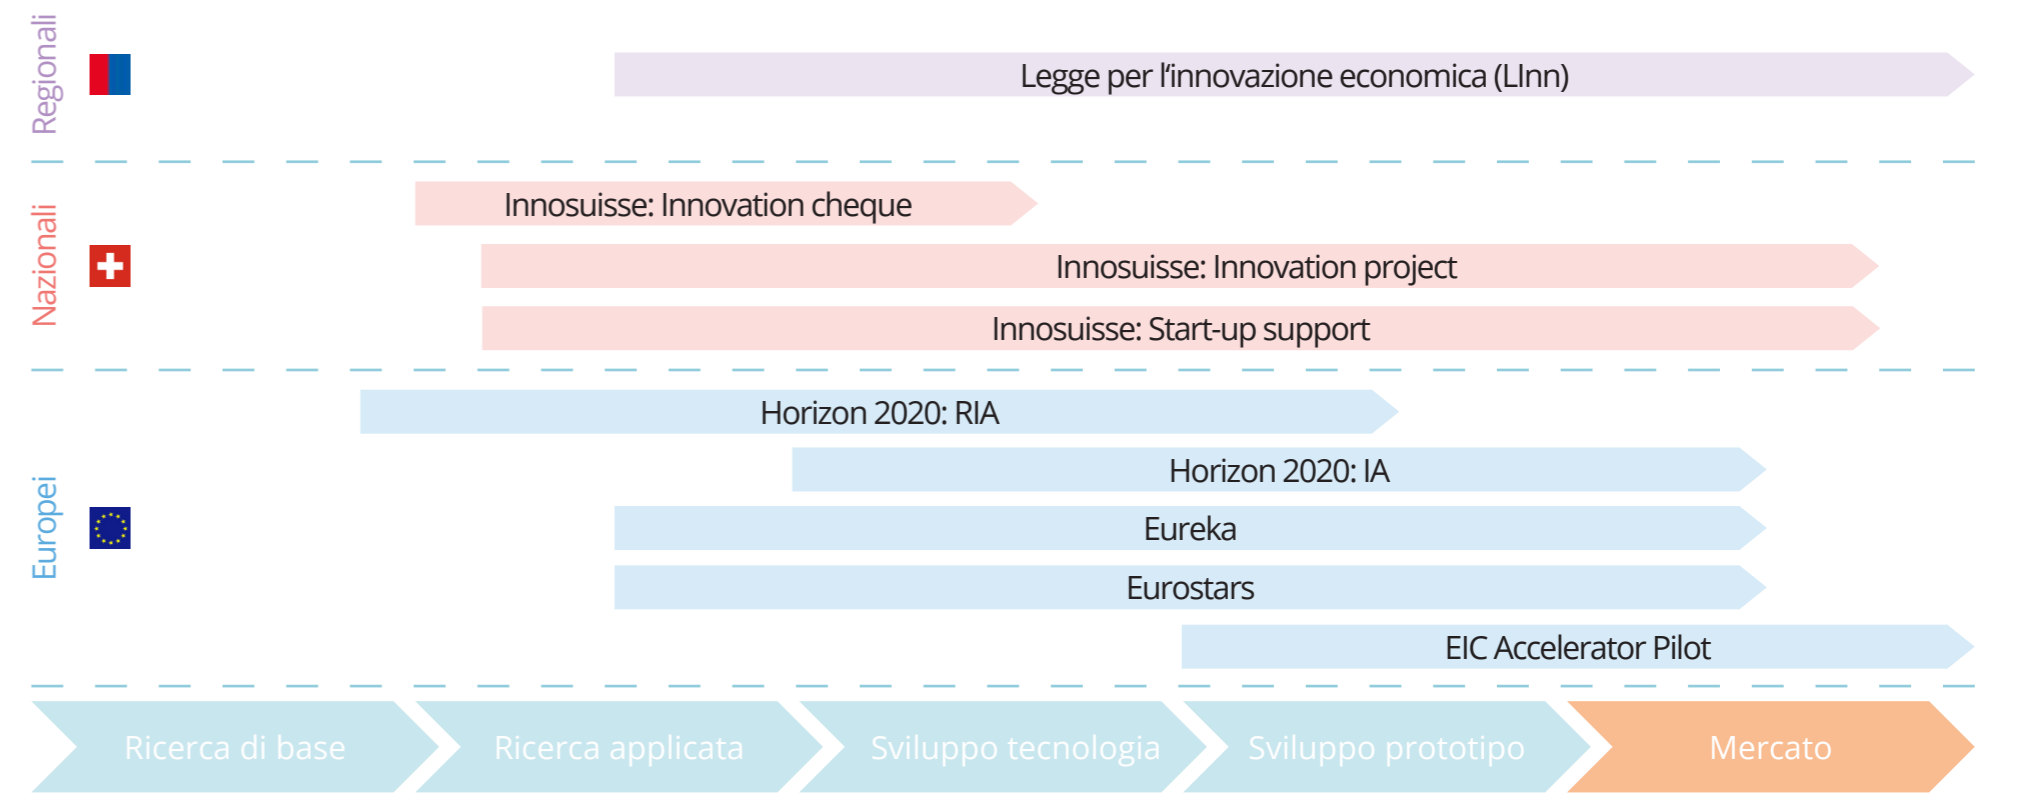 Regionali
Legge per l‘innovazione economica (LInn)
Nazionali
Innosuisse: Innovation cheque
Innosuisse: Innovation project
Innosuisse: Start-up support
Europei
Horizon 2020: RIA
Horizon 2020: IA
Eureka
Eurostars
EIC Accelerator Pilot
Ricerca di base
Ricerca applicata
Sviluppo tecnologia
Sviluppo prototipo
Mercato